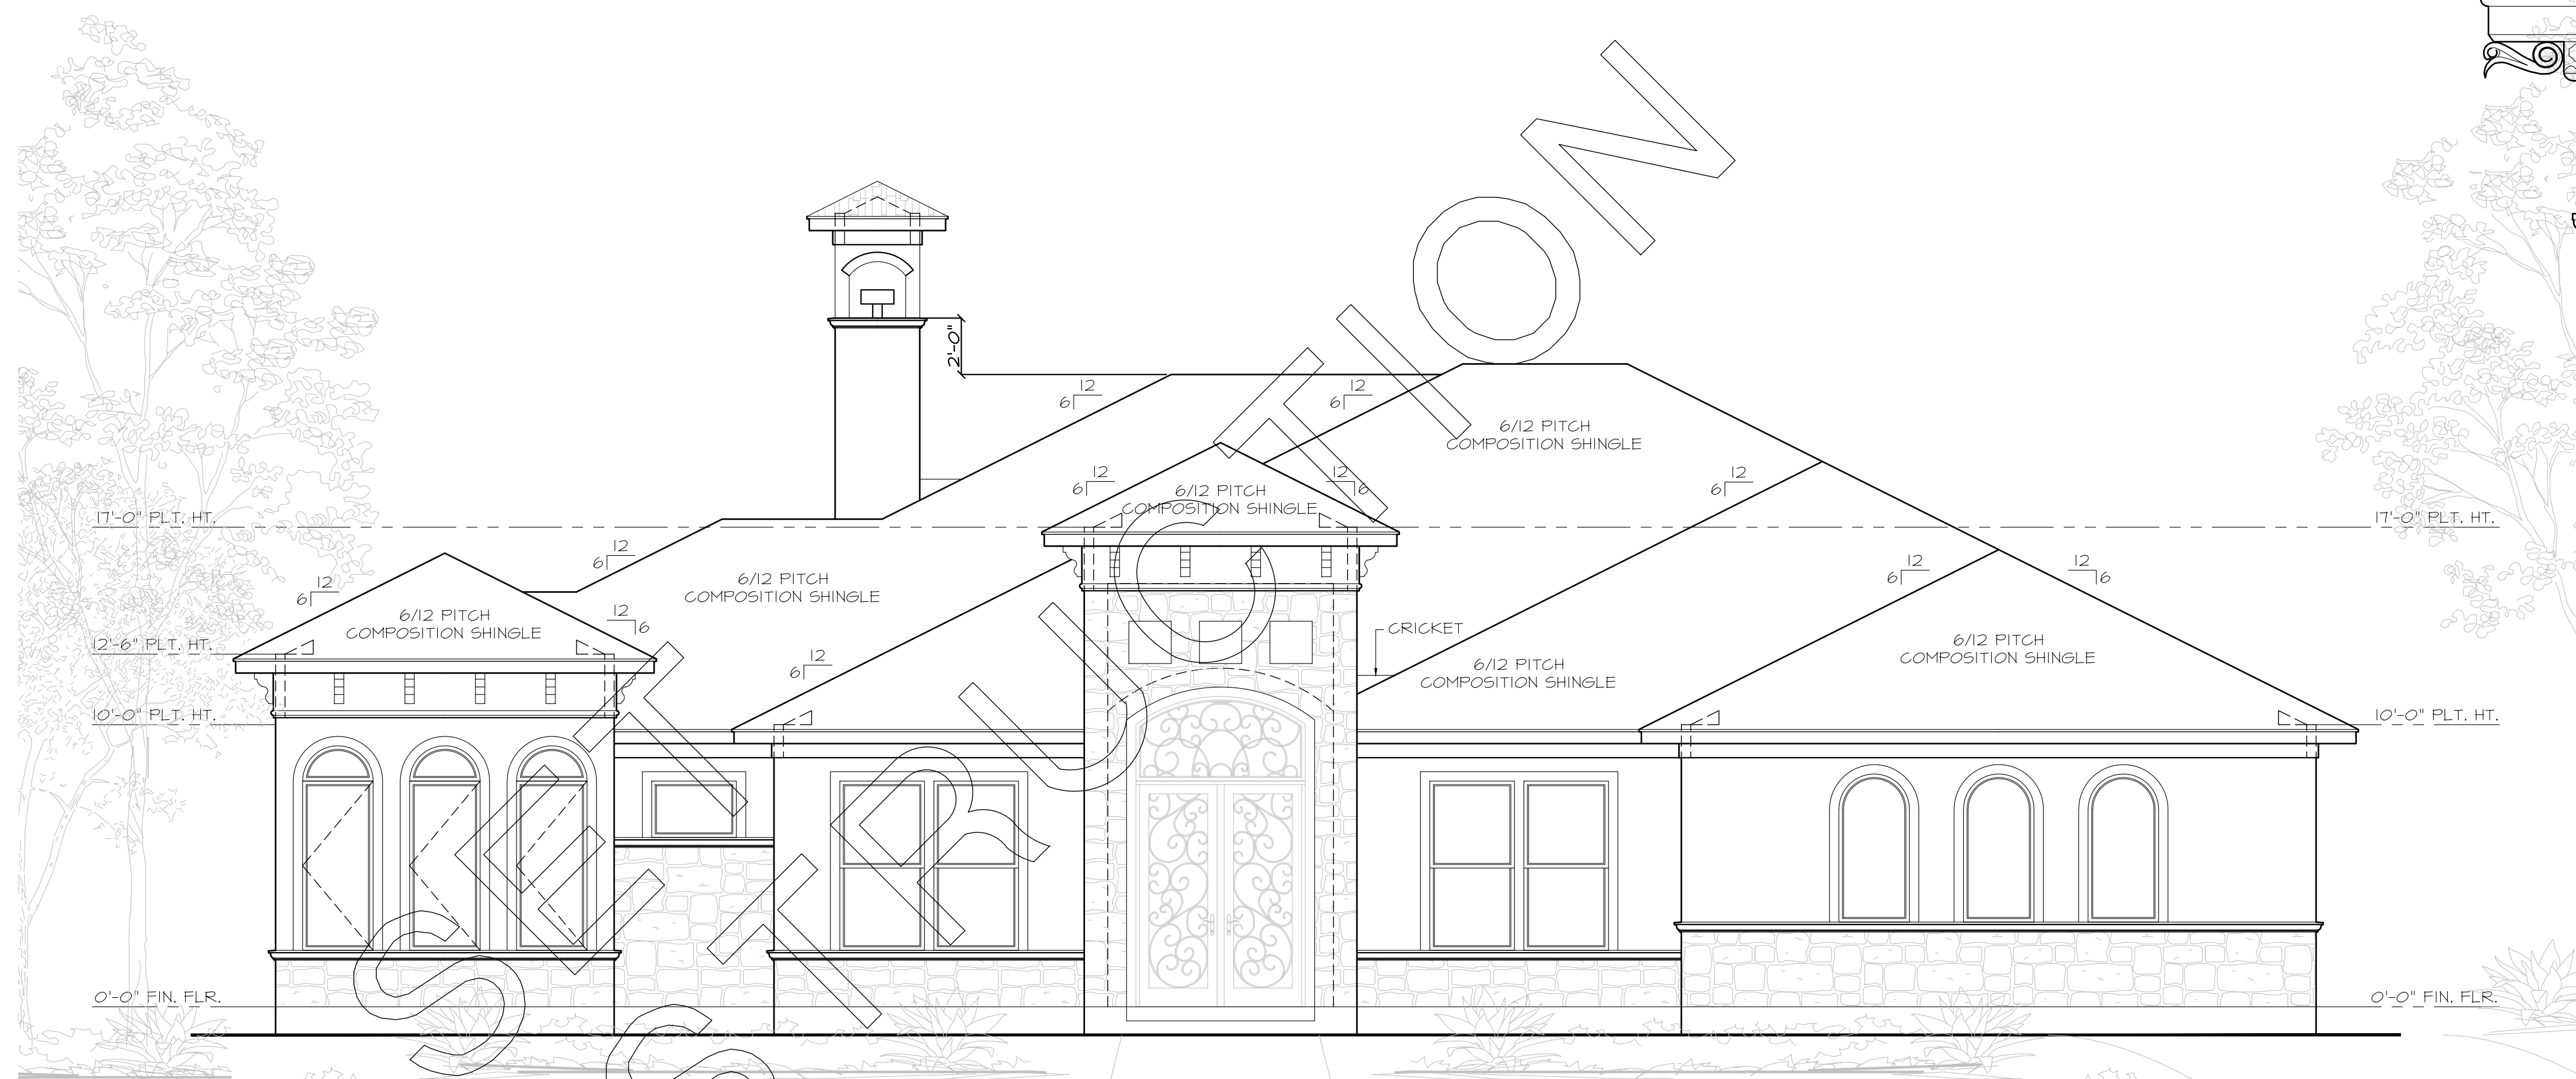 2'-0"
12
6
12
6
6/12 PITCH
COMPOSITION SHINGLE
12
6
12
6
12
6
6/12 PITCH
COMPOSITION SHINGLE
17'-0" PLT. HT.
17'-0" PLT. HT.
12
6
12
6
12
6
12
6
6/12 PITCH
COMPOSITION SHINGLE
12
6
6/12 PITCH
COMPOSITION SHINGLE
CRICKET
12'-6" PLT. HT.
12
6
6/12 PITCH
COMPOSITION SHINGLE
6/12 PITCH
COMPOSITION SHINGLE
10'-0" PLT. HT.
10'-0" PLT. HT.
0'-0" FIN. FLR.
0'-0" FIN. FLR.